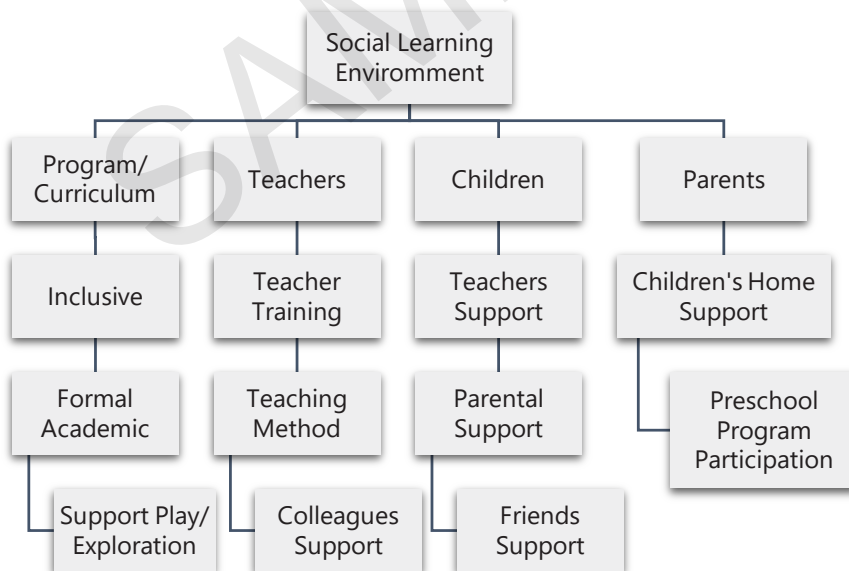 Social Learning
Enviromment
Program/
Curriculum
Teachers
Children
Parents
Inclusive
Teacher
Training
Teachers
Support
Children's Home
Support
Formal
Academic
Teaching
Method
Parental
Support
Preschool
Program
Participation
Support Play/
Exploration
Colleagues
Support
Friends
Support